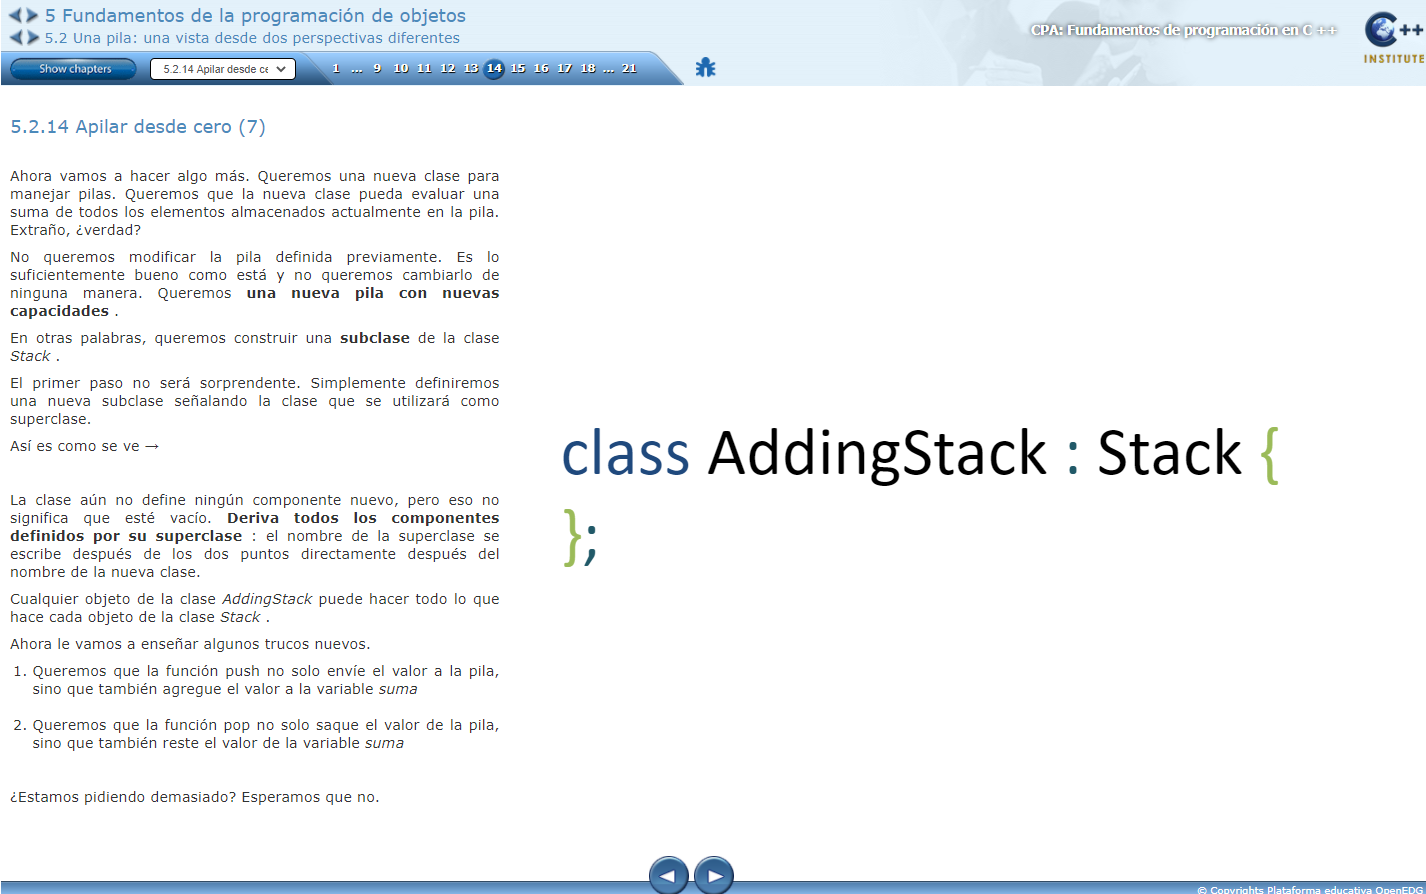 5 Fundamentos de la programación de objetos
5.2 Una pila: una vista desde dos perspectivas diferentes
CPA: Fundamentos de programación en C ++
C++
INSTITUTE
Show chapters
5.2.14 Apilar desde ce
1 ... 9 10 11 12 13 14 15 16 17 18 ... 21
5.2.14 Apilar desde cero (7)
Ahora vamos a hacer algo más. Queremos una nueva clase para
manejar pilas. Queremos que la nueva clase pueda evaluar una
suma de todos los elementos almacenados actualmente en la pila.
Extraño, ¿verdad?
No queremos modificar la pila definida previamente. Es lo
suficientemente bueno como está y no queremos cambiarlo de
ninguna manera. Queremos una nueva pila con nuevas
capacidades .
En otras palabras, queremos construir una subclase de la clase
Stack .
El primer paso no será sorprendente. Simplemente definiremos
una nueva subclase señalando la clase que se utilizará como
superclase.
Así es como se ve →
La clase aún no define ningún componente nuevo, pero eso no
significa que esté vacío. Deriva todos los componentes
definidos por su superclase : el nombre de la superclase se
escribe después de los dos puntos directamente después del
nombre de la nueva clase.
Cualquier objeto de la clase AddingStack puede hacer todo lo que
hace cada objeto de la clase Stack .
Ahora le vamos a enseñar algunos trucos nuevos.
1. Queremos que la función push no solo envíe el valor a la pila,
sino que también agregue el valor a la variable suma
2. Queremos que la función pop no solo saque el valor de la pila,
sino que también reste el valor de la variable suma
¿Estamos pidiendo demasiado? Esperamos que no.
class AddingStack : Stack {
};
© Copyrights Plataforma educativa OpenEDG